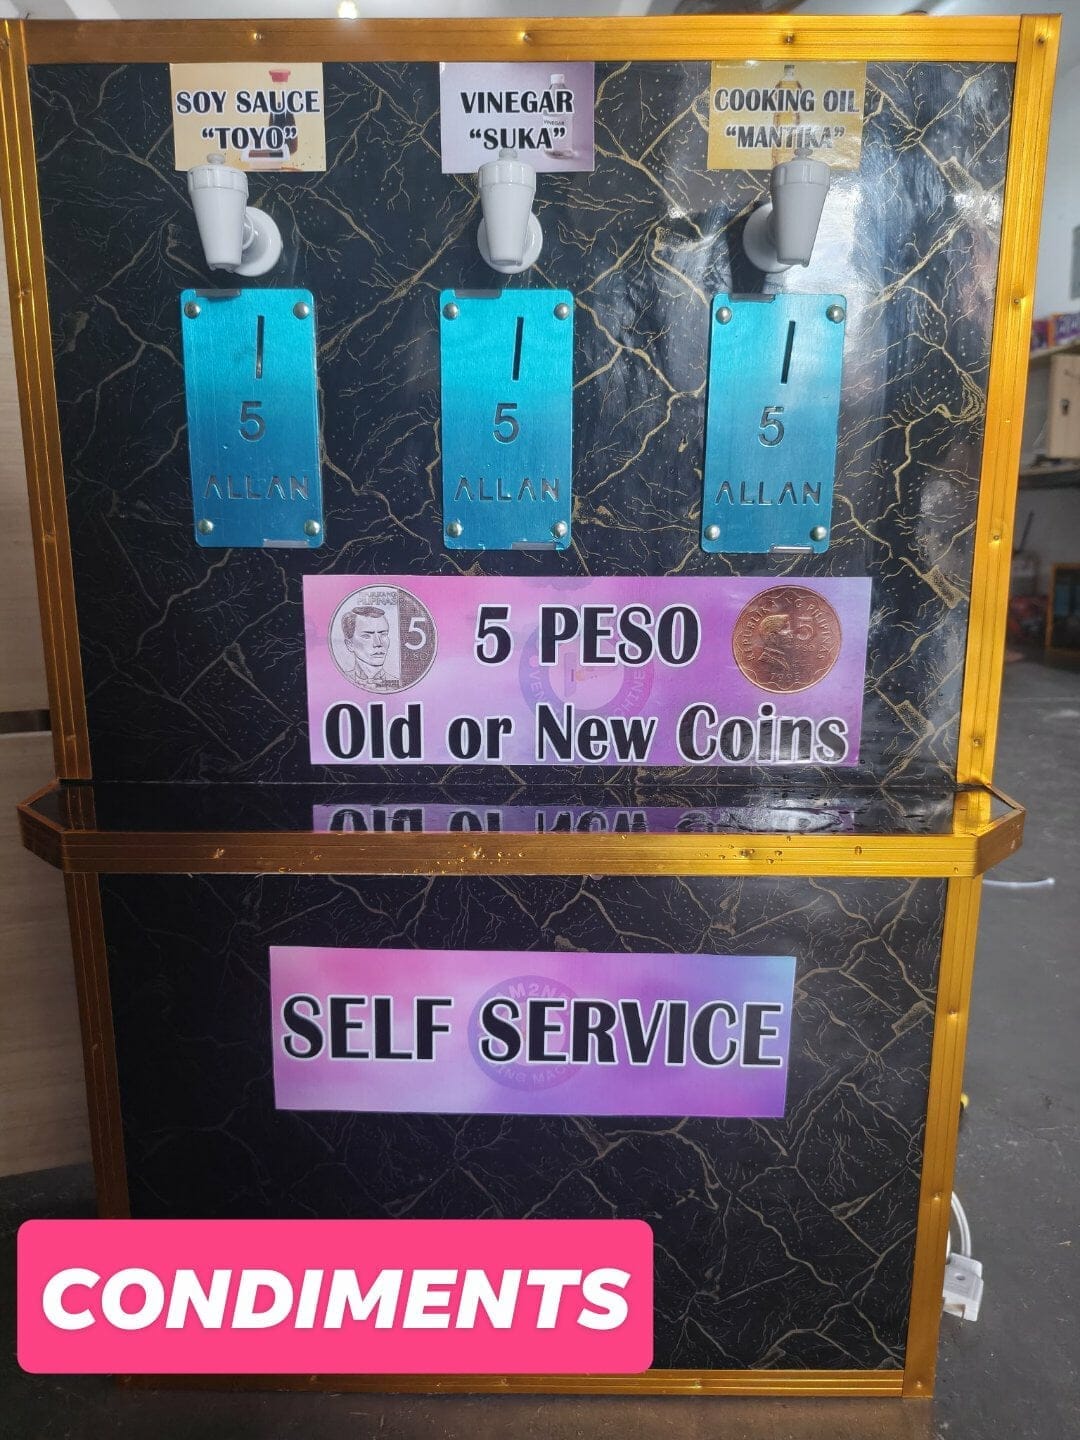 SOY SAUCE
“TOYO”
VINEGAR
“SUKA”
COOKING OIL
“MANTIKA”
5
ALLAN
5
ALLAN
5
ALLAN
5 PESO
Old or New Coins
SELF SERVICE
CONDIMENTS